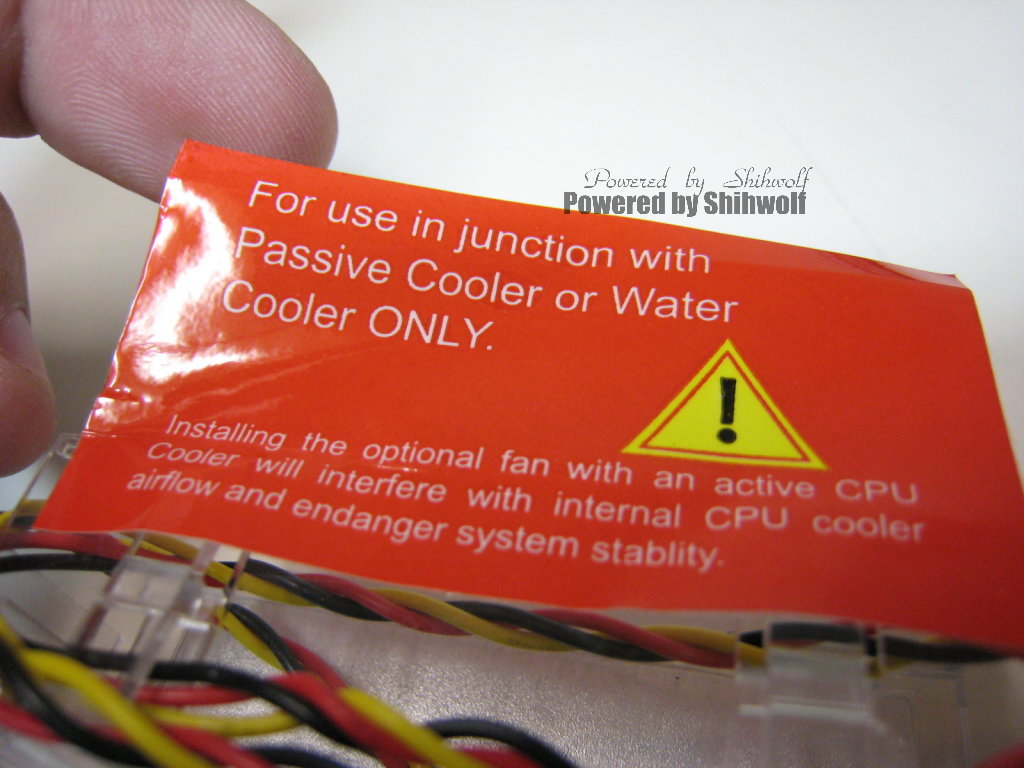 Powered by Shihwolf
Powered by Shihwolf
For use in junction with
Passive Cooler or Water
Cooler ONLY.
!
Installing the optional fan with an active CPU
Cooler will interfere with internal CPU cooler
airflow and endanger system stablity.